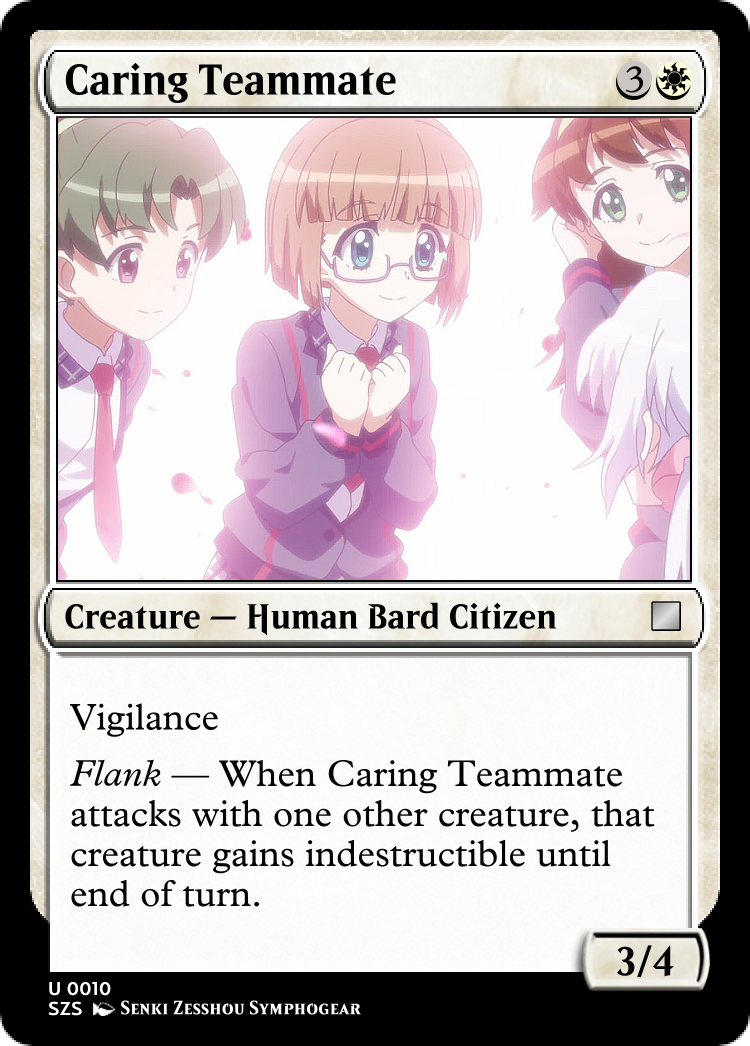 Caring Teammate 3
Creature — Human Bard Citizen
Vigilance
Flank — When Caring Teammate
attacks with one other creature, that
creature gains indestructible until
end of turn.
3/4
U 0010
SZS Senki Zesshou Symphogear